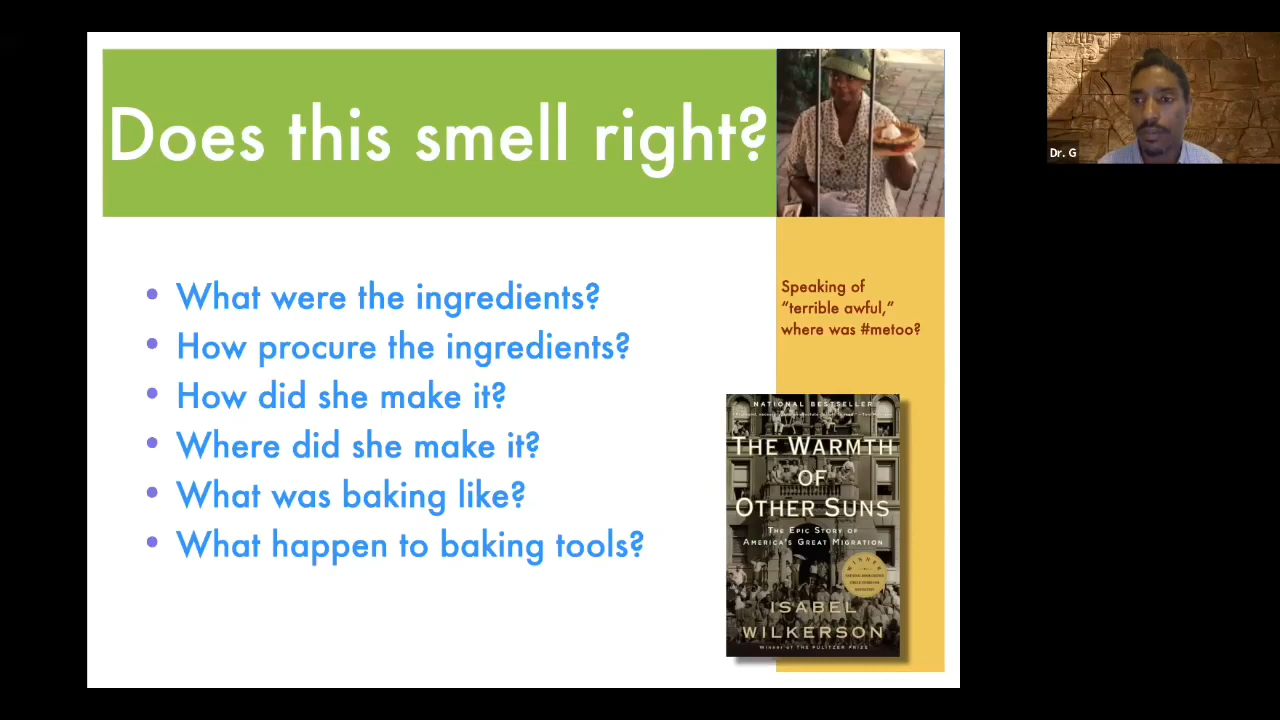 Does this smell right?
What were the ingredients?
How procure the ingredients?
How did she make it?
Where did she make it?
What was baking like?
What happen to baking tools?
Speaking of
“terrible awful,”
where was #metoo?
NATIONAL BESTSELLER
THE WARMTH
OF
OTHER SUNS
THE EPIC STORY OF
AMERICA'S GREAT MIGRATION
WINNER
ISABEL
WILKERSON
Winner of THE PULITZER PRIZE
Dr. G